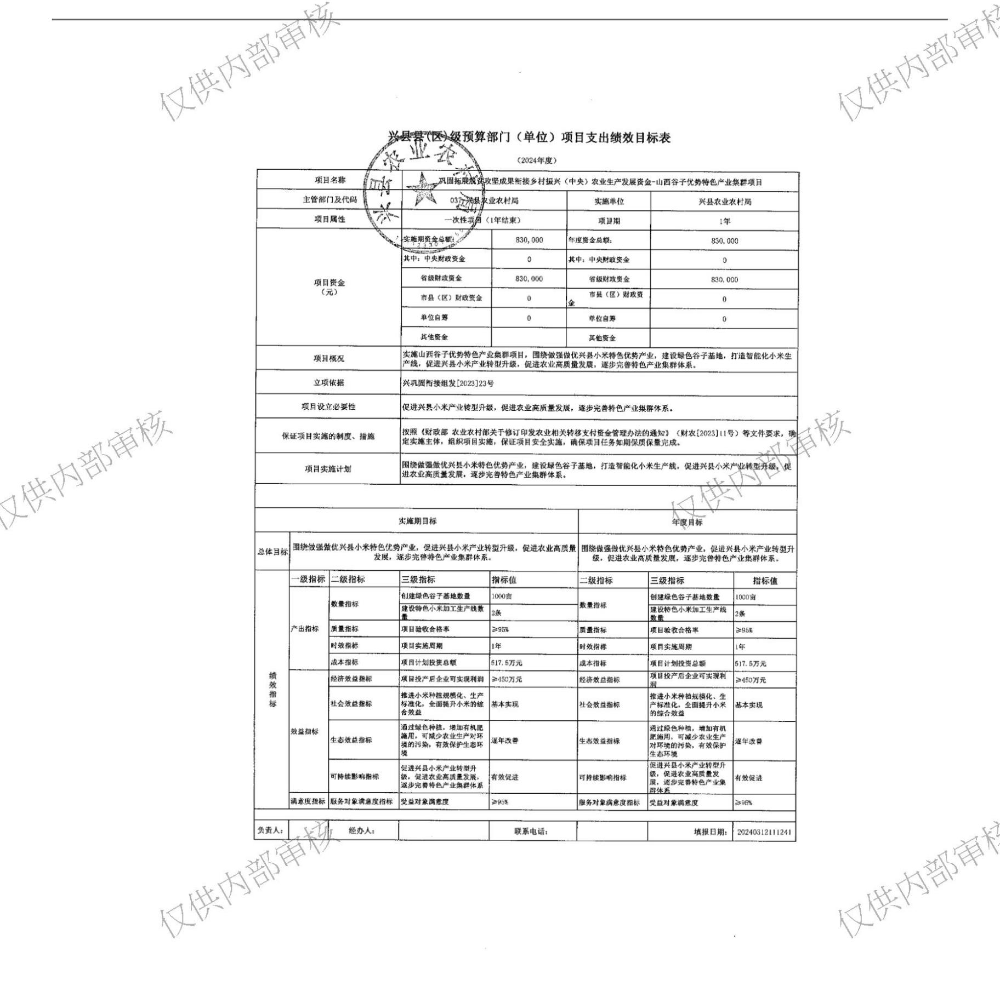 兴县县(区)级预算部门（单位）项目支出绩效目标表
（2024年度）
项目名称 巩固拓展脱贫攻坚成果衔接乡村振兴（中央）农业生产发展资金-山西谷子优势特色产业集群项目
主管部门及代码 037-兴县农业农村局 实施单位 兴县农业农村局
项目属性 一次性项目（1年结束） 项目期 1年
项目资金
（元）
实施期资金总额: 830,000 年度资金总额: 830,000
其中: 中央财政资金 0 其中: 中央财政资金 0
省级财政资金 830,000 省级财政资金 830,000
市县（区）财政资金 0 市县（区）财政资
金 0
单位自筹 0 单位自筹 0
其他资金 其他资金
项目概况 实施山西谷子优势特色产业集群项目，围绕做强做优兴县小米特色优势产业，建设绿色谷子基地，打造智能化小米生
产线，促进兴县小米产业转型升级，促进农业高质量发展，逐步完善特色产业集群体系。
立项依据 兴巩固衔接组发[2023]23号
项目设立必要性 促进兴县小米产业转型升级，促进农业高质量发展，逐步完善特色产业集群体系。
保证项目实施的制度、措施 按照《财政部 农业农村部关于修订印发农业相关转移支付资金管理办法的通知》（财农[2023]11号）等文件要求，确
定实施主体，组织项目实施，保证项目安全实施，确保项目任务如期保质保量完成。
项目实施计划 围绕做强做优兴县小米特色优势产业，建设绿色谷子基地，打造智能化小米生产线，促进兴县小米产业转型升级，促
进农业高质量发展，逐步完善特色产业集群体系。
实施期目标 年度目标
总体目标 围绕做强做优兴县小米特色优势产业，促进兴县小米产业转型升级，促进农业高质量
发展，逐步完善特色产业集群体系。
围绕做强做优兴县小米特色优势产业，促进兴县小米产业转型升
级，促进农业高质量发展，逐步完善特色产业集群体系。
绩效指标
一级指标 二级指标 三级指标 指标值 二级指标 三级指标 指标值
产出指标
数量指标 创建绿色谷子基地数量 1000亩 数量指标 创建绿色谷子基地数量 1000亩
建设特色小米加工生产线数
量 2条
建设特色小米加工生产线
数量 2条
质量指标 项目验收合格率 ≥95% 质量指标 项目验收合格率 ≥95%
时效指标 项目实施周期 1年 时效指标 项目实施周期 1年
成本指标 项目计划投资总额 517.5万元 成本指标 项目计划投资总额 517.5万元
效益指标
经济效益指标 项目投产后企业可实现利润 ≥450万元 经济效益指标 项目投产后企业可实现利
润 ≥450万元
社会效益指标 推进小米种植规模化、生产
标准化，全面提升小米的综
合效益 基本实现
社会效益指标 推进小米种植规模化、生
产标准化，全面提升小米
的综合效益 基本实现
生态效益指标 通过绿色种植，增加有机肥
施用，可减少农业生产对环
境的污染，有效保护生态环
境 逐年改善
生态效益指标 通过绿色种植，增加有机
肥施用，可减少农业生产
对环境的污染，有效保护
生态环境 逐年改善
可持续影响指标 促进兴县小米产业转型升
级，促进农业高质量发展，
逐步完善特色产业集群体系 有效促进
可持续影响指标 促进兴县小米产业转型升
级，促进农业高质量发
展，逐步完善特色产业集
群体系 有效促进
满意度指标 服务对象满意度指标 受益对象满意度 ≥95% 服务对象满意度指标 受益对象满意度 ≥95%
负责人: 经办人: 联系电话: 填报日期: 20240312111241
兴县农业农村局
仅供内部审核
仅供内部审核
仅供内部审核
仅供内部审核
仅供内部审核
仅供内部审核